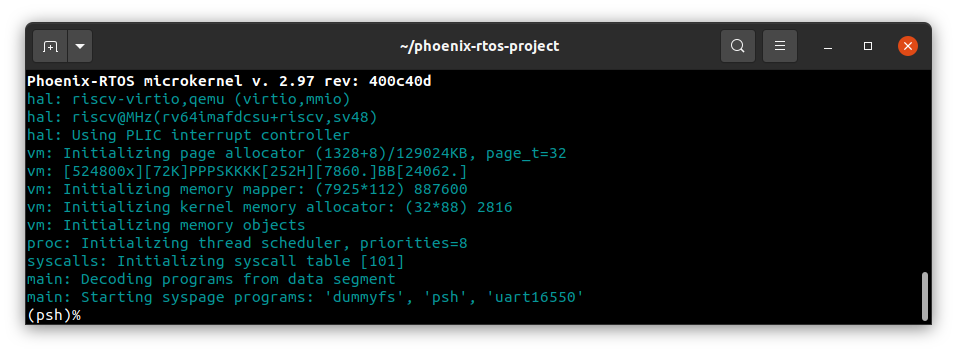 ~/phoenix-rtos-project
Phoenix-RTOS microkernel v. 2.97 rev: 400c40d
hal: riscv-virtio,qemu (virtio,mmio)
hal: riscv@MHz(rv64imafdcsu+riscv,sv48)
hal: Using PLIC interrupt controller
vm: Initializing page allocator (1328+8)/129024KB, page_t=32
vm: [524800x][72K]PPPSKKKK[252H][7860.]BB[24062.]
vm: Initializing memory mapper: (7925*112) 887600
vm: Initializing kernel memory allocator: (32*88) 2816
vm: Initializing memory objects
proc: Initializing thread scheduler, priorities=8
syscalls: Initializing syscall table [101]
main: Decoding programs from data segment
main: Starting syspage programs: 'dummyfs', 'psh', 'uart16550'
(psh)%